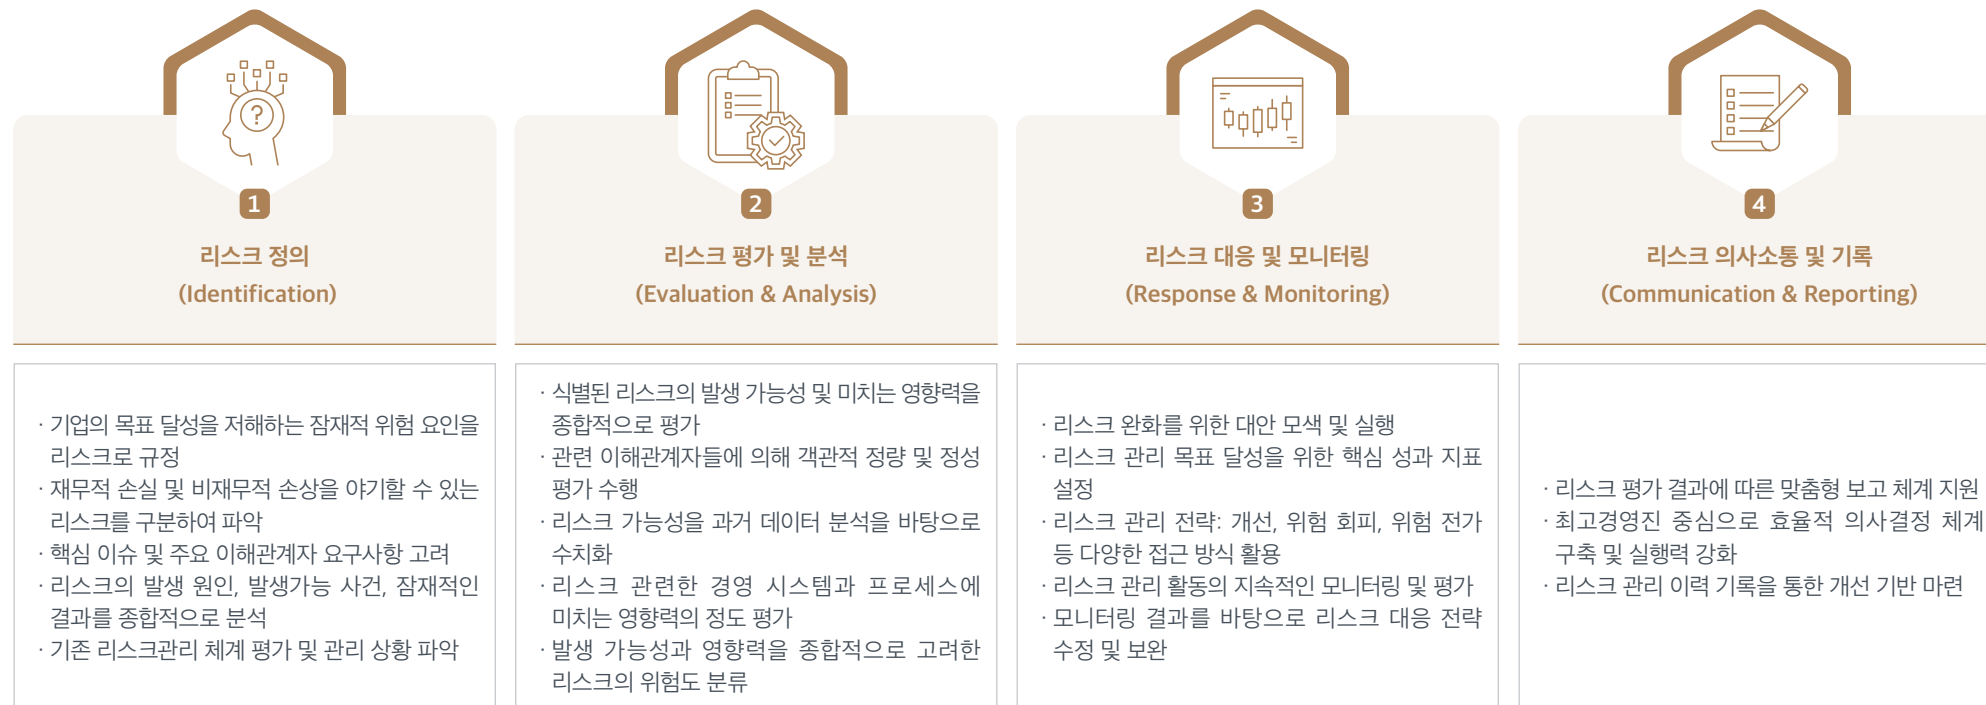 ?
1
리스크 정의
(Identification)
· 기업의 목표 달성을 저해하는 잠재적 위험 요인을
리스크로 규정
· 재무적 손실 및 비재무적 손상을 야기할 수 있는
리스크를 구분하여 파악
· 핵심 이슈 및 주요 이해관계자 요구사항 고려
· 리스크의 발생 원인, 발생가능 사건, 잠재적인
결과를 종합적으로 분석
· 기존 리스크관리 체계 평가 및 관리 상황 파악
2
리스크 평가 및 분석
(Evaluation & Analysis)
· 식별된 리스크의 발생 가능성 및 미치는 영향력을
종합적으로 평가
· 관련 이해관계자들에 의해 객관적 정량 및 정성
평가 수행
· 리스크 가능성을 과거 데이터 분석을 바탕으로
수치화
· 리스크 관련한 경영 시스템과 프로세스에
미치는 영향력의 정도 평가
· 발생 가능성과 영향력을 종합적으로 고려한
리스크의 위험도 분류
3
리스크 대응 및 모니터링
(Response & Monitoring)
· 리스크 완화를 위한 대안 모색 및 실행
· 리스크 관리 목표 달성을 위한 핵심 성과 지표
설정
· 리스크 관리 전략: 개선, 위험 회피, 위험 전가
등 다양한 접근 방식 활용
· 리스크 관리 활동의 지속적인 모니터링 및 평가
· 모니터링 결과를 바탕으로 리스크 대응 전략
수정 및 보완
4
리스크 의사소통 및 기록
(Communication & Reporting)
· 리스크 평가 결과에 따른 맞춤형 보고 체계 지원
· 최고경영진 중심으로 효율적 의사결정 체계
구축 및 실행력 강화
· 리스크 관리 이력 기록을 통한 개선 기반 마련